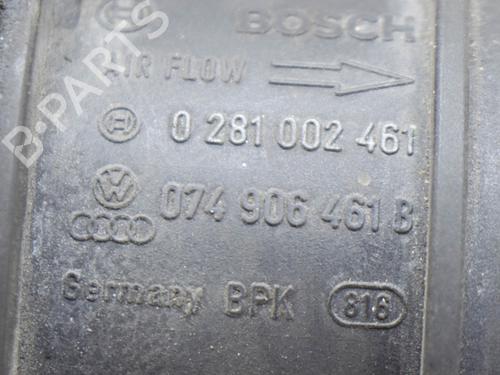 BOSCH
AIR FLOW
0 281 002 461
074 906 461 B
Germany BPK 816
B-PARTS